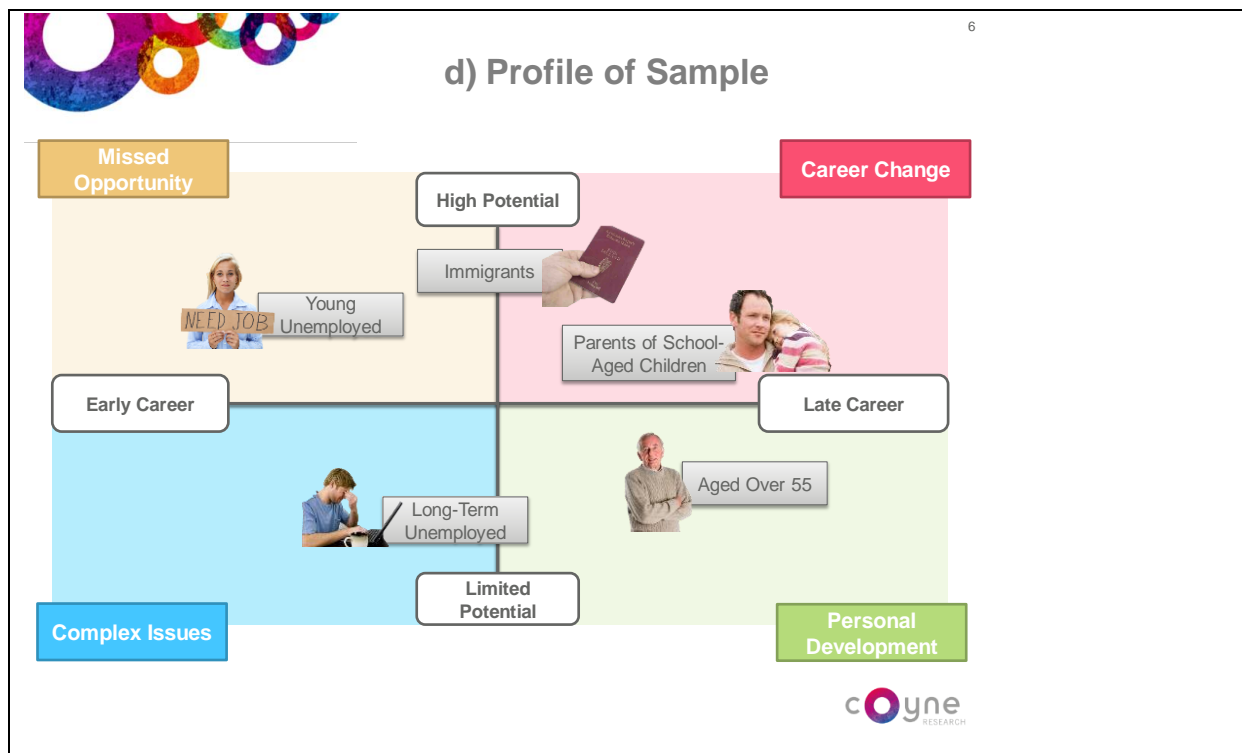 6
d) Profile of Sample
Missed
Opportunity
Career Change
High Potential
Immigrants
Young
Unemployed
NEED JOB
Parents of School-
Aged Children
Early Career
Late Career
Aged Over 55
Long-Term
Unemployed
Limited
Potential
Complex Issues
Personal
Development
coyne
RESEARCH